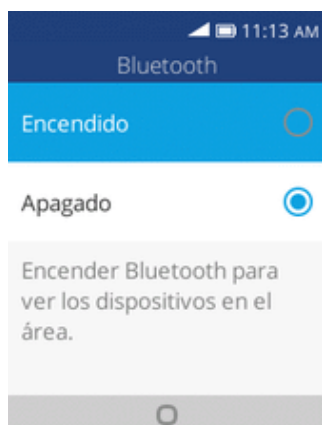 11:13 AM
Bluetooth
Encendido
Apagado
Encender Bluetooth para
ver los dispositivos en el
área.